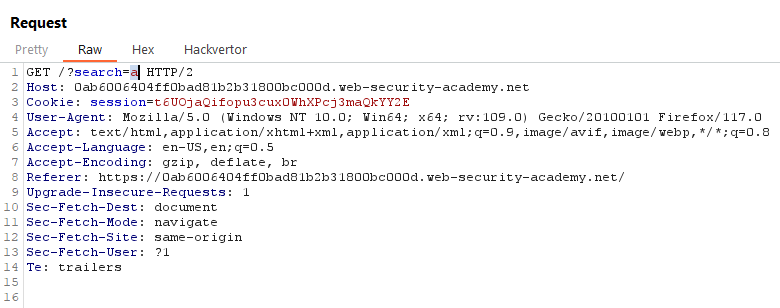 Request
Pretty Raw Hex Hackvertor
1 GET /?search=a HTTP/2
2 Host: 0ab6006404ff0bad81b2b31800bc000d.web-security-academy.net
3 Cookie: session=t6UOjaQifopu3cux0WhXPcj3maQkYY2E
4 User-Agent: Mozilla/5.0 (Windows NT 10.0; Win64; x64; rv:109.0) Gecko/20100101 Firefox/117.0
5 Accept: text/html,application/xhtml+xml,application/xml;q=0.9,image/avif,image/webp,*/*;q=0.8
6 Accept-Language: en-US,en;q=0.5
7 Accept-Encoding: gzip, deflate, br
8 Referer: https://0ab6006404ff0bad81b2b31800bc000d.web-security-academy.net/
9 Upgrade-Insecure-Requests: 1
10 Sec-Fetch-Dest: document
11 Sec-Fetch-Mode: navigate
12 Sec-Fetch-Site: same-origin
13 Sec-Fetch-User: ?1
14 Te: trailers
15
16